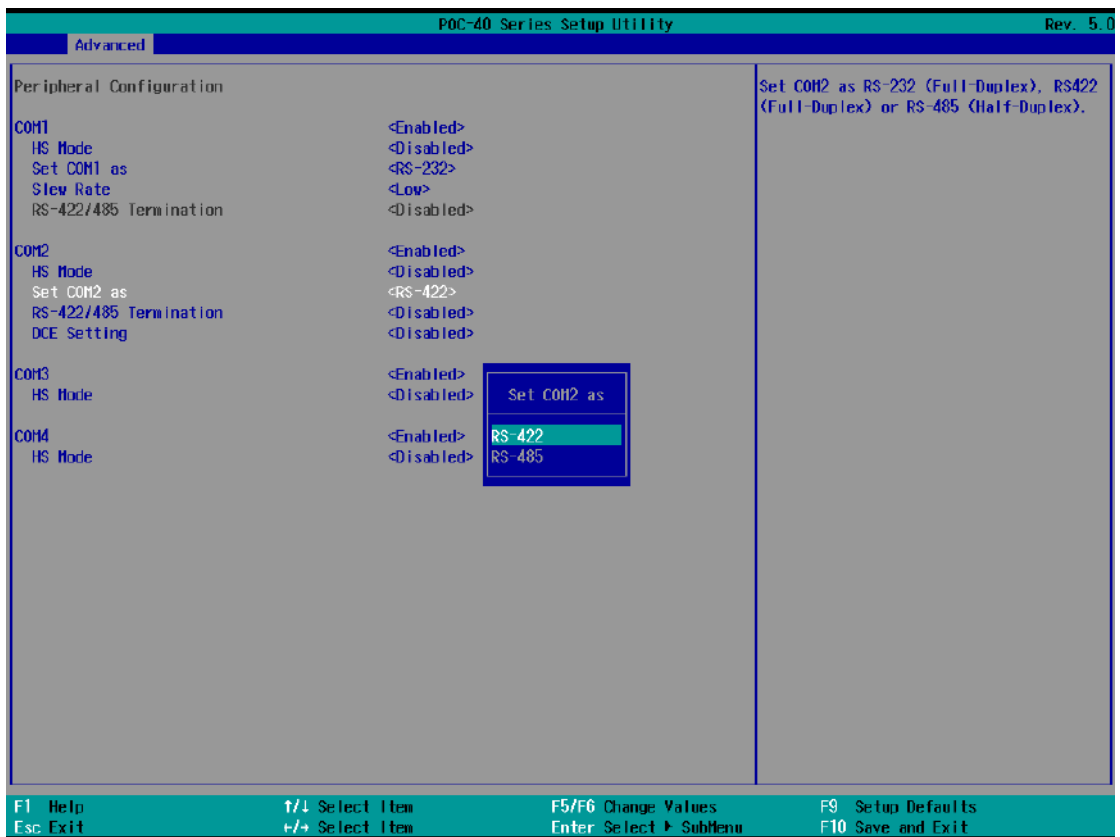 POC-40 Series Setup Utility Rev. 5.0
Advanced
Peripheral Configuration
COM1 <Enabled>
HS Mode <Disabled>
Set COM1 as <RS-232>
Slew Rate <Low>
RS-422/485 Termination <Disabled>
COM2 <Enabled>
HS Mode <Disabled>
Set COM2 as <RS-422>
RS-422/485 Termination <Disabled>
DCE Setting <Disabled>
COM3 <Enabled>
HS Mode <Disabled>
COM4 <Enabled>
HS Mode <Disabled>
Set COM2 as
RS-422
RS-485
Set COM2 as RS-232 (Full-Duplex), RS422
(Full-Duplex) or RS-485 (Half-Duplex).
F1 Help ↑/↓ Select Item F5/F6 Change Values F9 Setup Defaults
Esc Exit ←/→ Select Item Enter Select ▶ SubMenu F10 Save and Exit